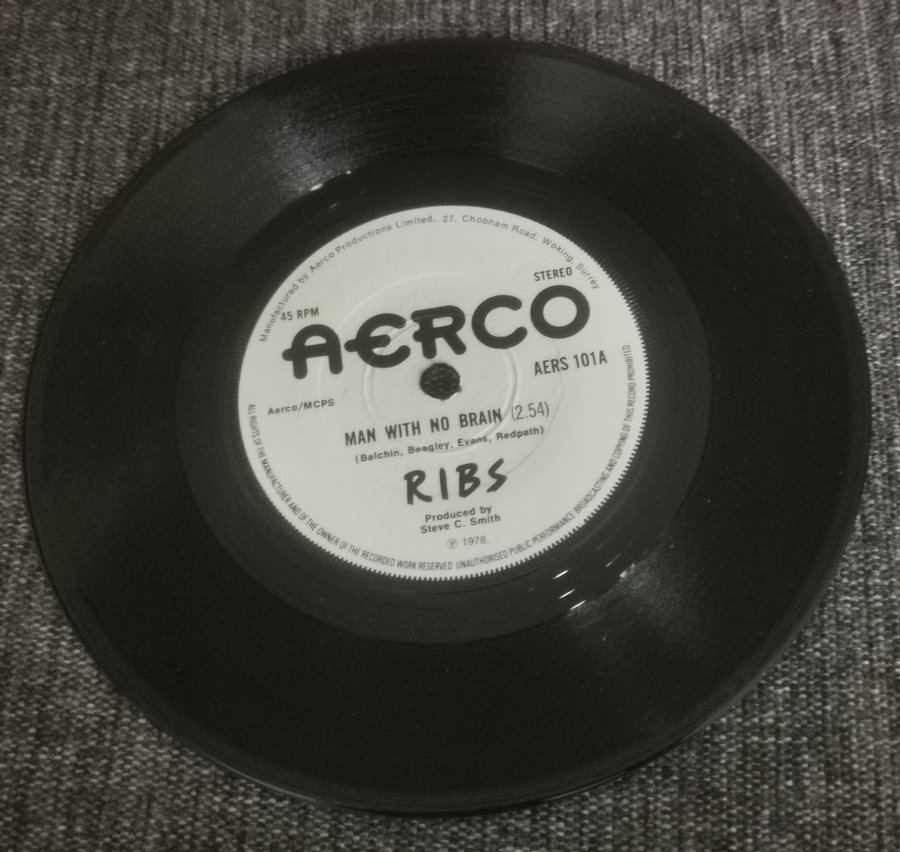 Manufactured by Aerco Productions Limited, 27, Chobham Road, Woking, Surrey
45 RPM
STEREO
AERCO
AERS 101A
Aerco/MCPS
MAN WITH NO BRAIN (2.54)
(Balchin, Beagley, Evans, Redpath)
RIBS
Produced by
Steve C. Smith
℗ 1978.
ALL RIGHTS OF THE MANUFACTURER AND OF THE OWNER OF THE RECORDED WORK RESERVED UNAUTHORISED PUBLIC PERFORMANCE BROADCASTING AND COPYING OF THIS RECORD PROHIBITED